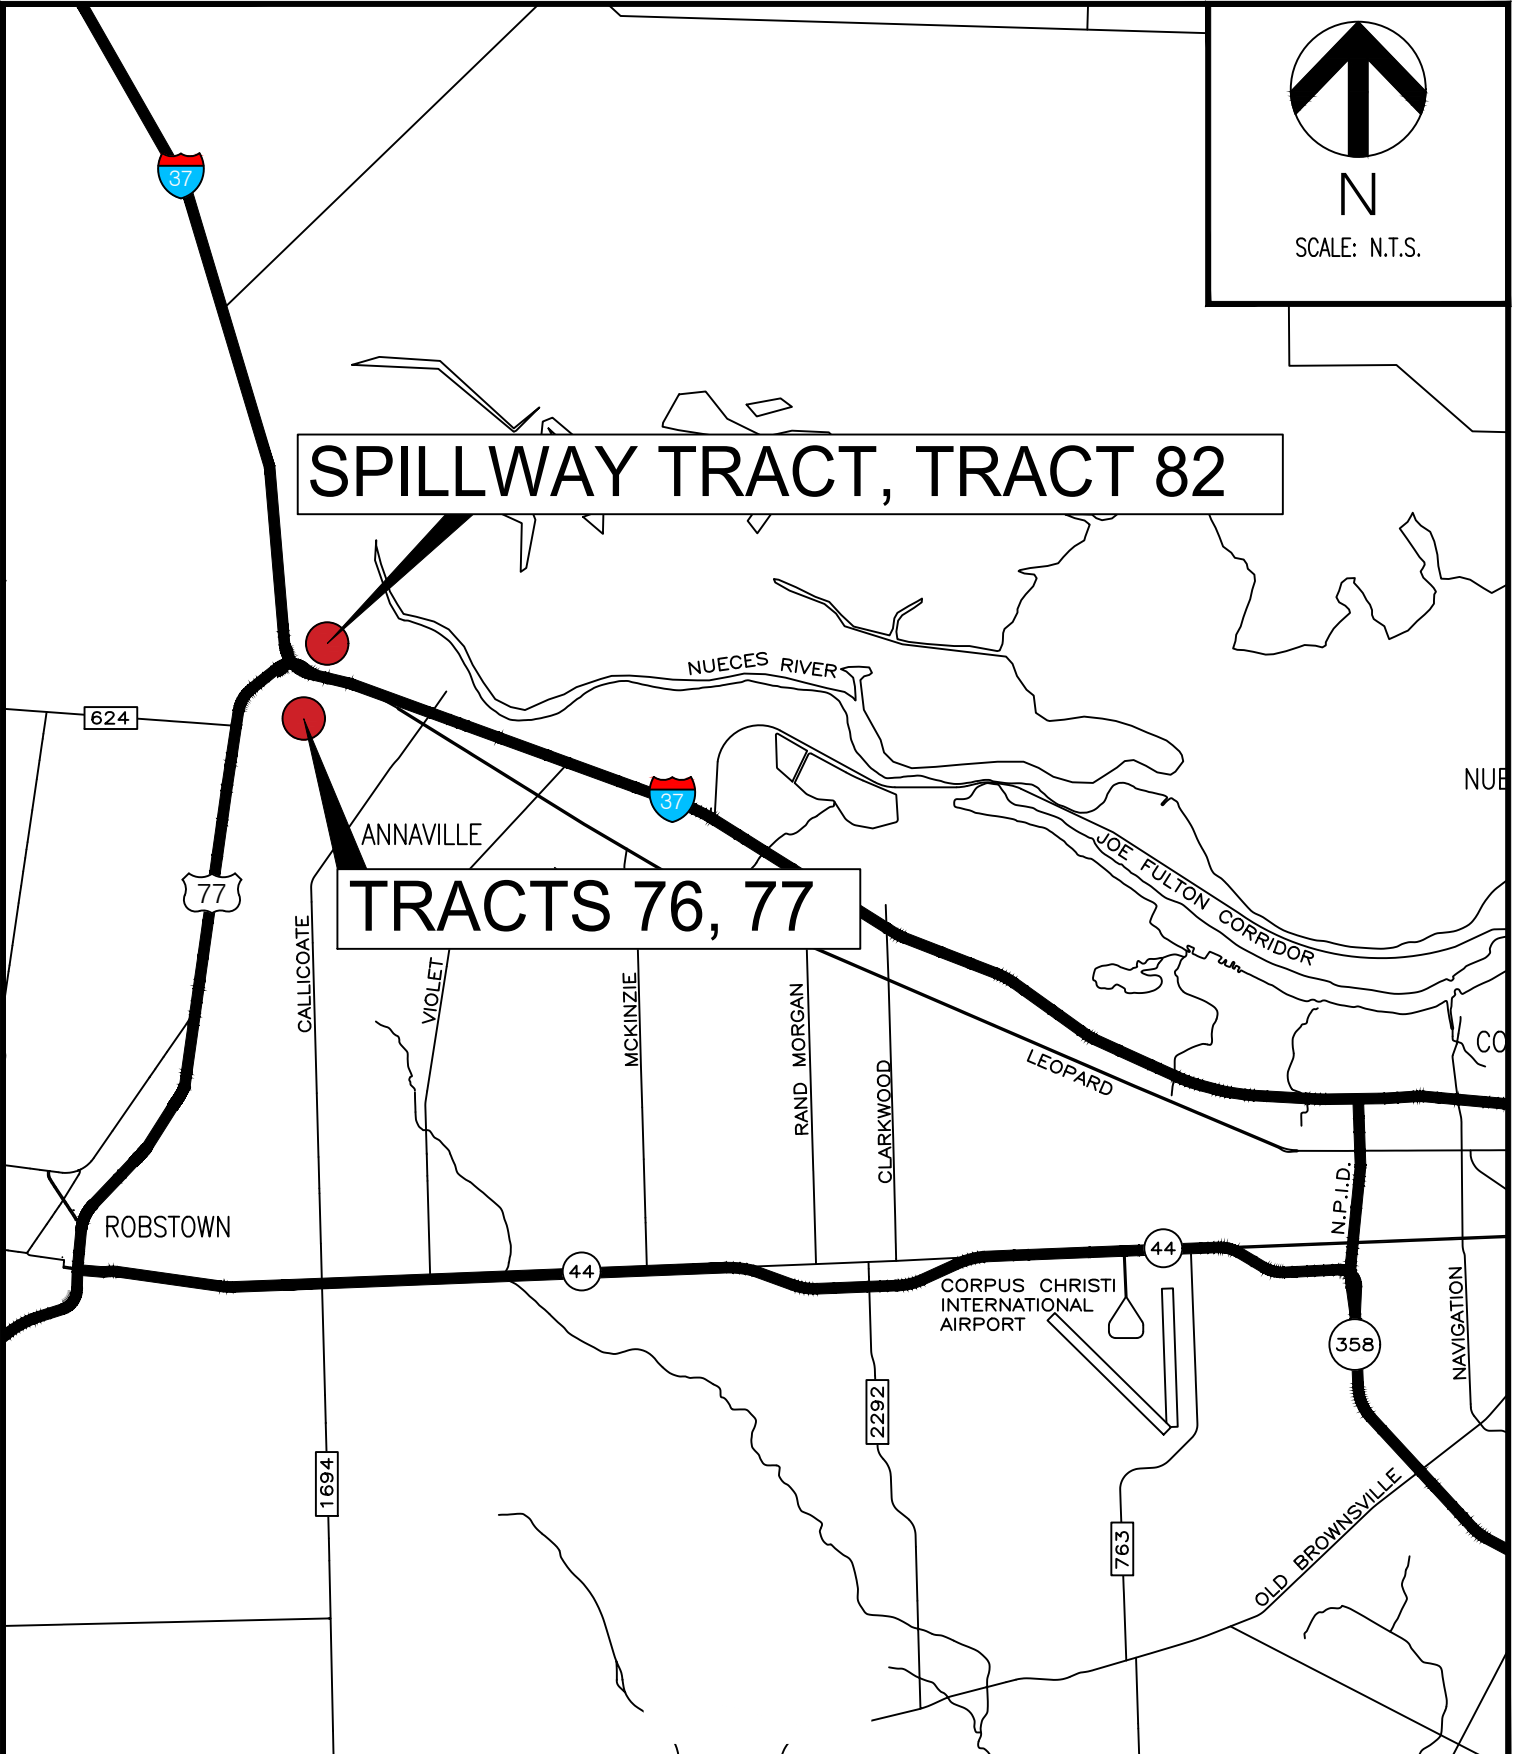 37
N
SCALE: N.T.S.
SPILLWAY TRACT, TRACT 82
NUECES RIVER
624
NUE
37
ANNAVILLE
JOE FULTON CORRIDOR
77
TRACTS 76, 77
CALLICOATE
VIOLET
MCKINZIE
RAND MORGAN
CLARKWOOD
LEOPARD
CO
N.P.I.D.
ROBSTOWN
44
44
CORPUS CHRISTI
INTERNATIONAL
AIRPORT
358
NAVIGATION
2292
1694
763
OLD BROWNSVILLE